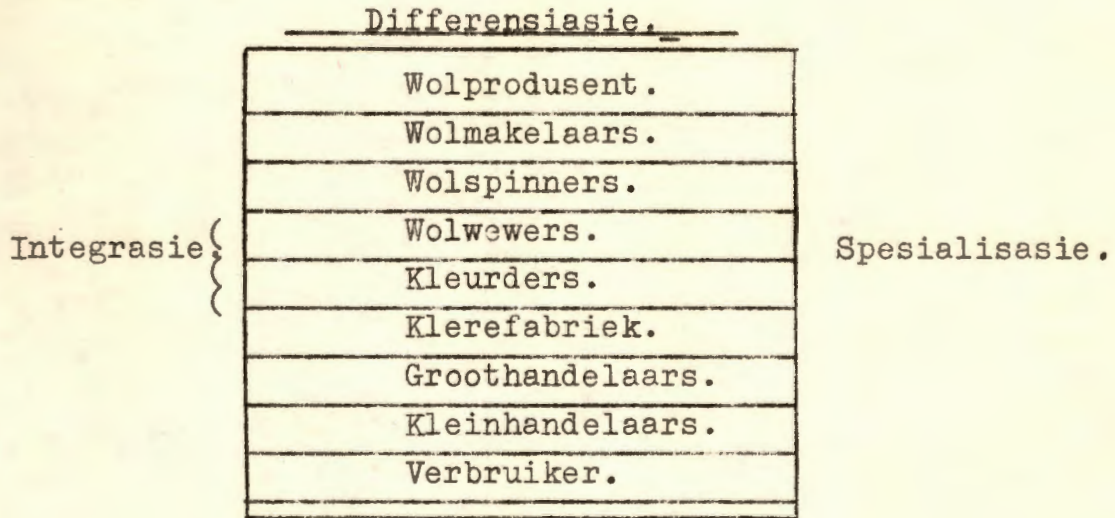 Differensiasie.
Wolprodusent.
Wolmakelaars.
Wolspinners.
Integrasie.
Wolwewers.
Spesialisasie.
Kleurders.
Klerefabriek.
Groothandelaars.
Kleinhandelaars.
Verbruiker.